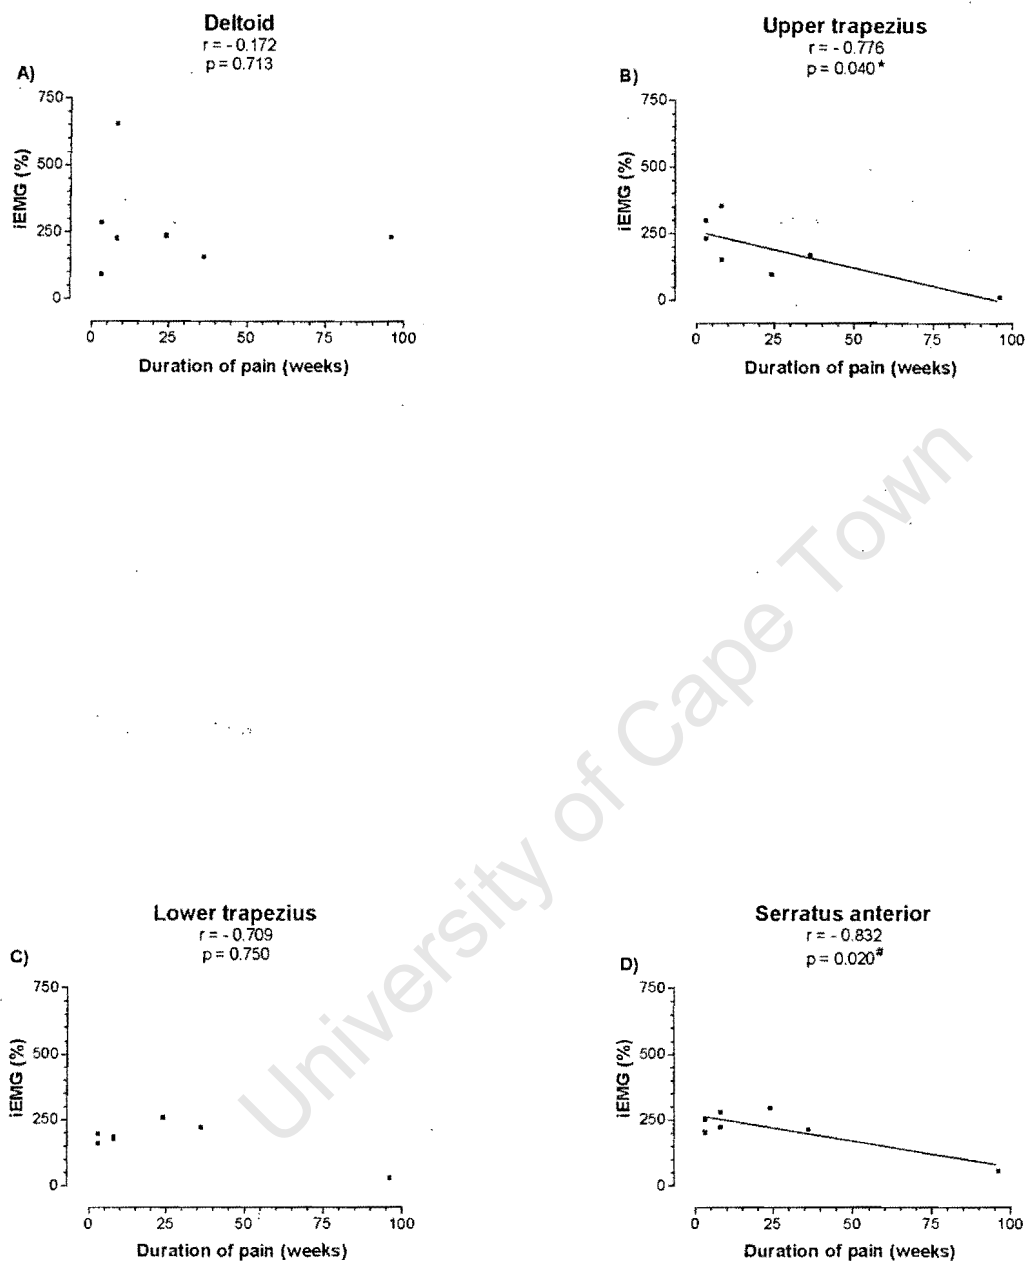 Deltoid
r = - 0.172
p = 0.713
A)
750
500
250
0
iEMG (%)
0 25 50 75 100
Duration of pain (weeks)
Upper trapezius
r = - 0.776
p = 0.040*
B)
750
500
250
0
iEMG (%)
0 25 50 75 100
Duration of pain (weeks)
University of Cape Town
Lower trapezius
r = - 0.709
p = 0.750
C)
750
500
250
0
iEMG (%)
0 25 50 75 100
Duration of pain (weeks)
Serratus anterior
r = - 0.832
p = 0.020#
D)
750
500
250
0
iEMG (%)
0 25 50 75 100
Duration of pain (weeks)